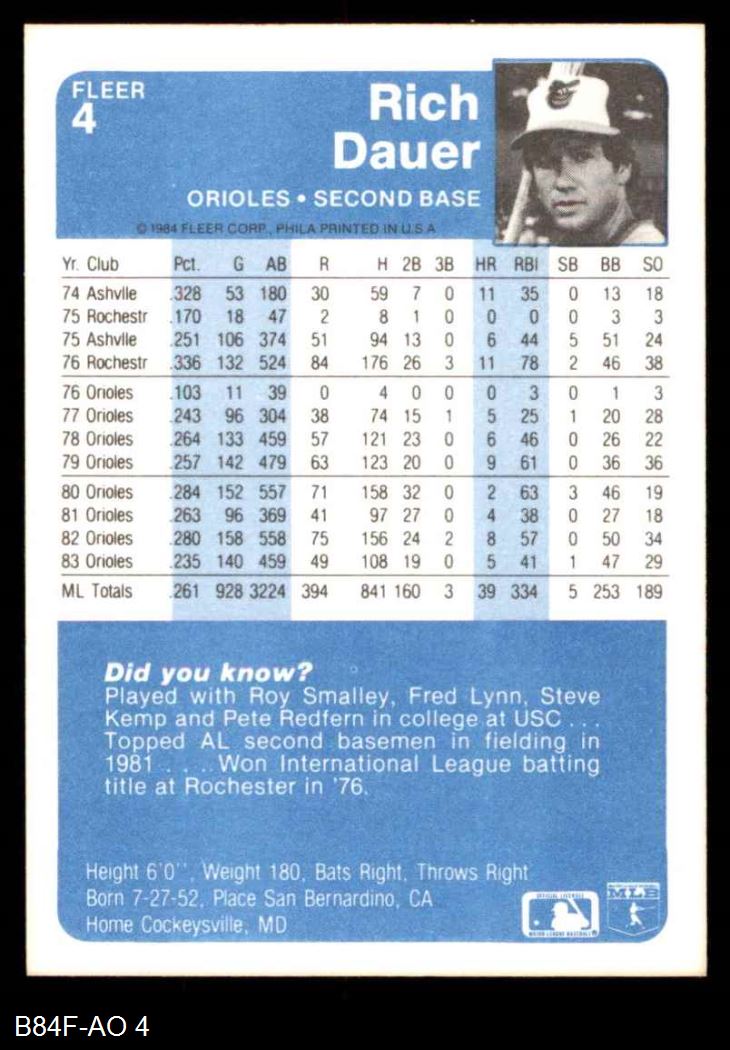 FLEER
4
Rich
Dauer
ORIOLES • SECOND BASE
© 1984 FLEER CORP., PHILA PRINTED IN U.S.A
Yr. Club Pct. G AB R H 2B 3B HR RBI SB BB SO
74 Ashvlle .328 53 180 30 59 7 0 11 35 0 13 18
75 Rochestr .170 18 47 2 8 1 0 0 0 0 3 3
75 Ashvlle .251 106 374 51 94 13 0 6 44 5 51 24
76 Rochestr .336 132 524 84 176 26 3 11 78 2 46 38
76 Orioles .103 11 39 0 4 0 0 0 3 0 1 3
77 Orioles .243 96 304 38 74 15 1 5 25 1 20 28
78 Orioles .264 133 459 57 121 23 0 6 46 0 26 22
79 Orioles .257 142 479 63 123 20 0 9 61 0 36 36
80 Orioles .284 152 557 71 158 32 0 2 63 3 46 19
81 Orioles .263 96 369 41 97 27 0 4 38 0 27 18
82 Orioles .280 158 558 75 156 24 2 8 57 0 50 34
83 Orioles .235 140 459 49 108 19 0 5 41 1 47 29
ML Totals .261 928 3224 394 841 160 3 39 334 5 253 189
Did you know?
Played with Roy Smalley, Fred Lynn, Steve
Kemp and Pete Redfern in college at USC . . .
Topped AL second basemen in fielding in
1981 . . . . Won International League batting
title at Rochester in '76.
Height 6'0'', Weight 180, Bats Right, Throws Right
Born 7-27-52, Place San Bernardino, CA
Home Cockeysville, MD
OFFICIAL LICENSEE
MAJOR LEAGUE BASEBALL
MLB
B84F-AO 4